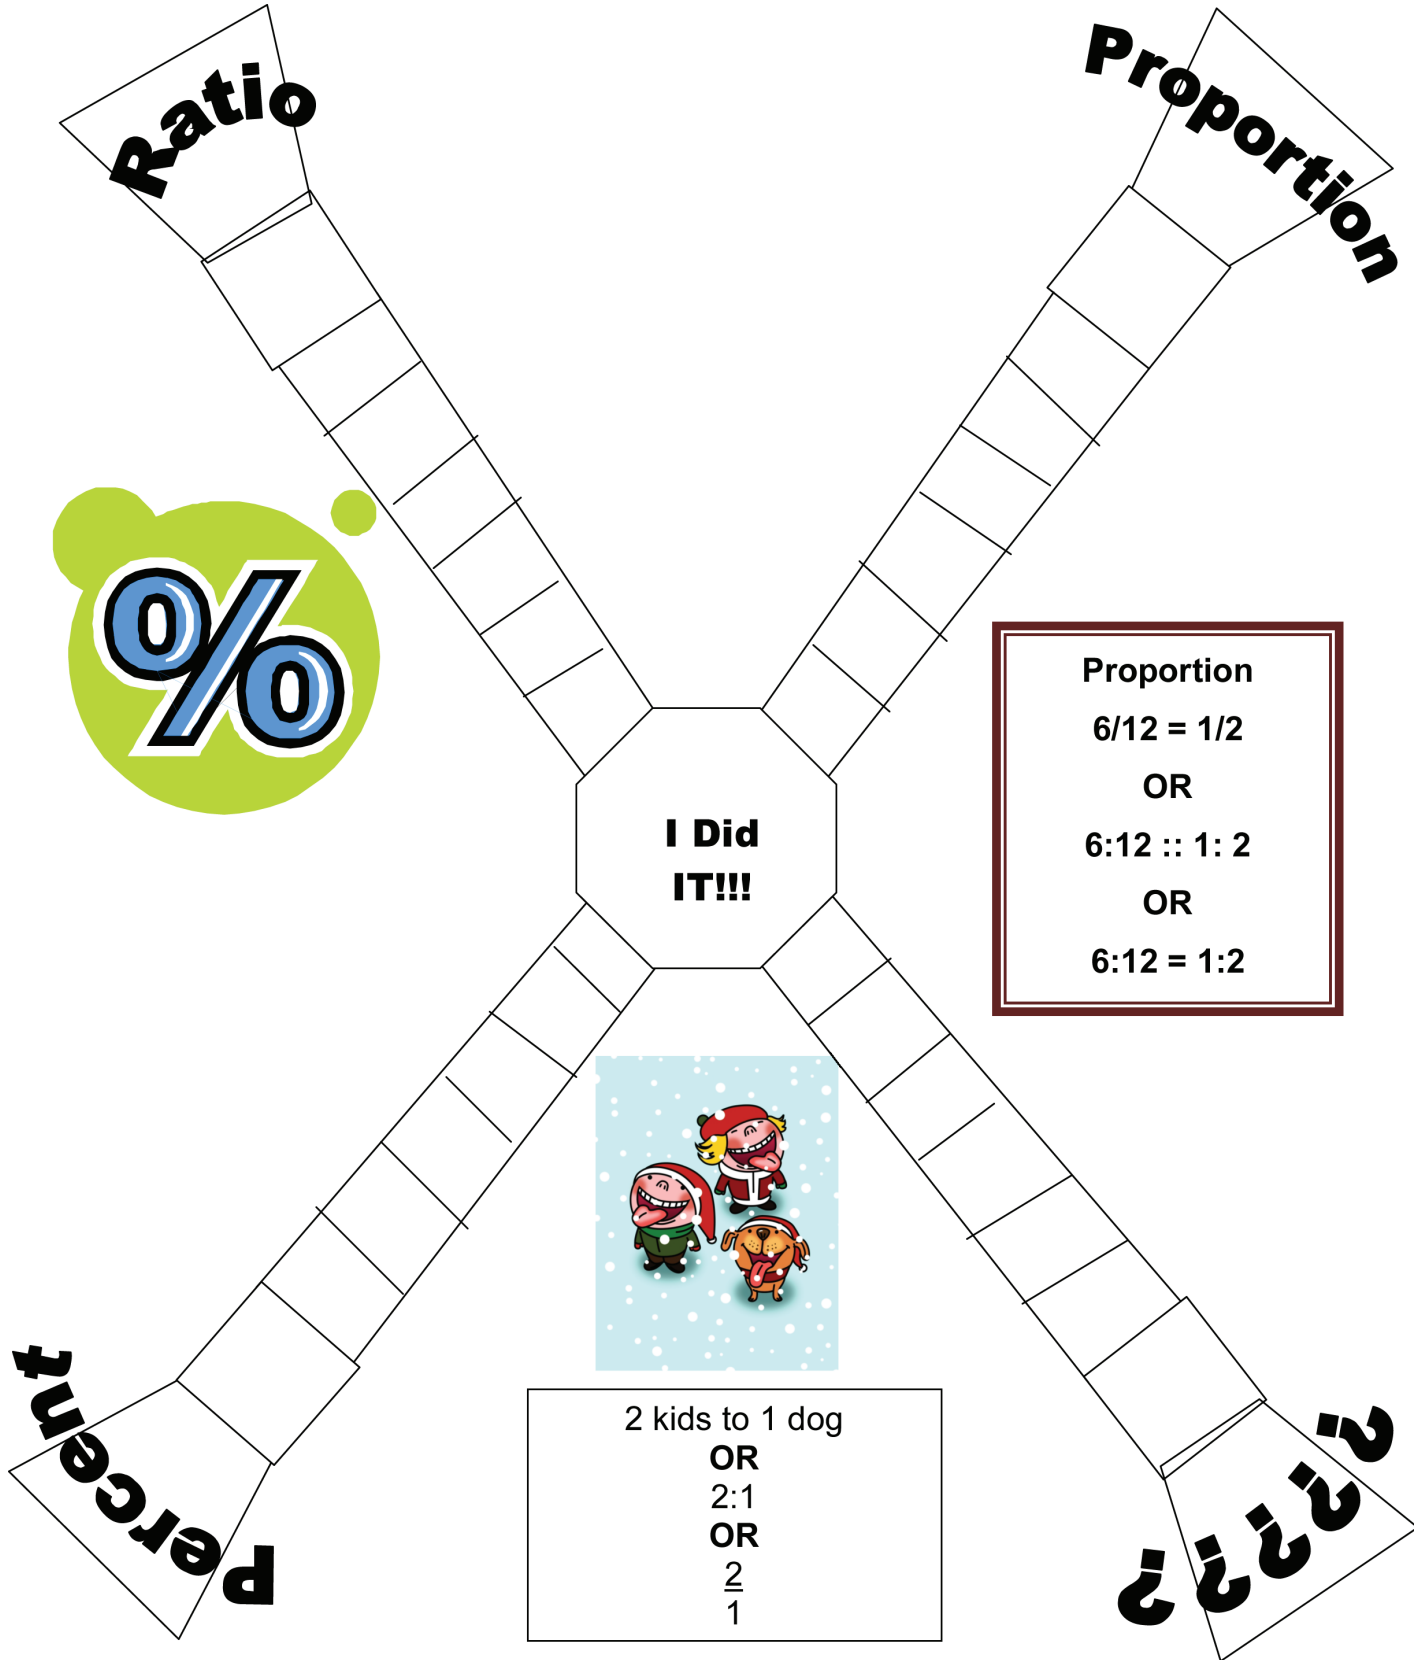 Ratio
Proportion
%
Proportion
6/12 = 1/2
OR
6:12 :: 1: 2
OR
6:12 = 1:2
I Did
IT!!!
Percent
?????
2 kids to 1 dog
OR
2:1
OR
2
1